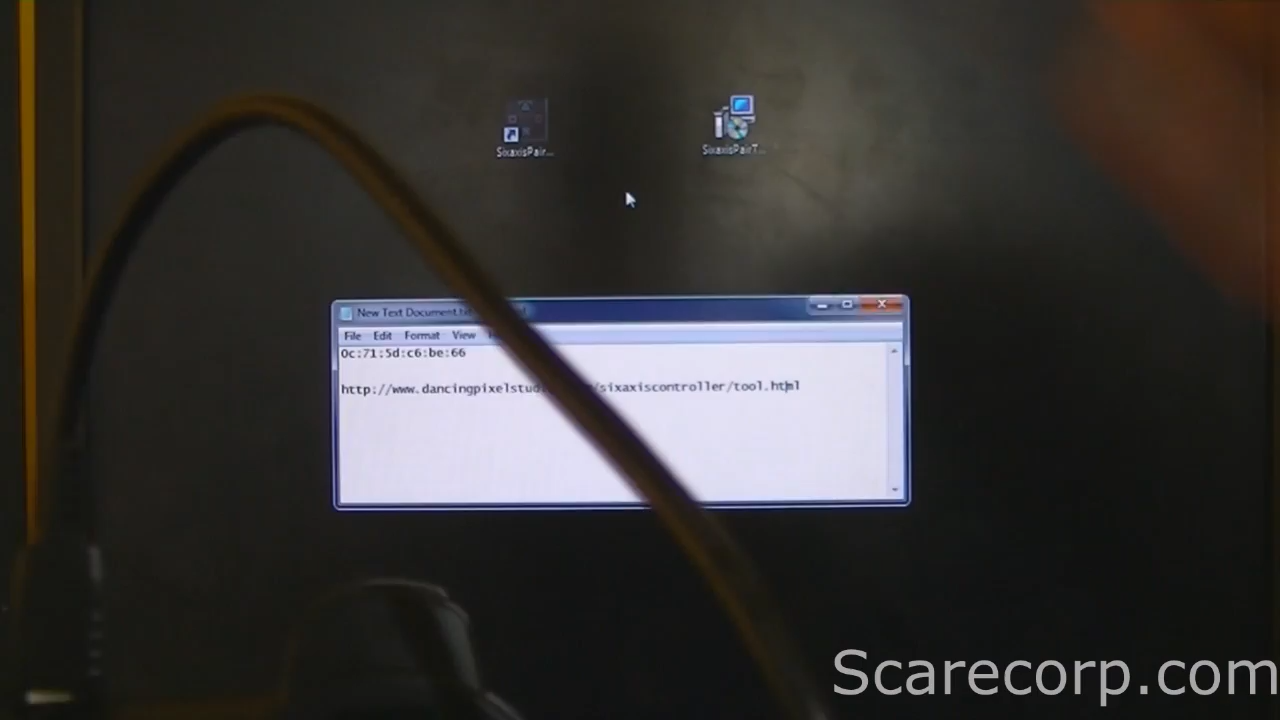 SixaxisPair...
SixaxisPairT...
New Text Document.txt
File Edit Format View
0c:71:5d:c6:be:66
http://www.dancingpixelstud /sixaxiscontroller/tool.html
Scarecorp.com